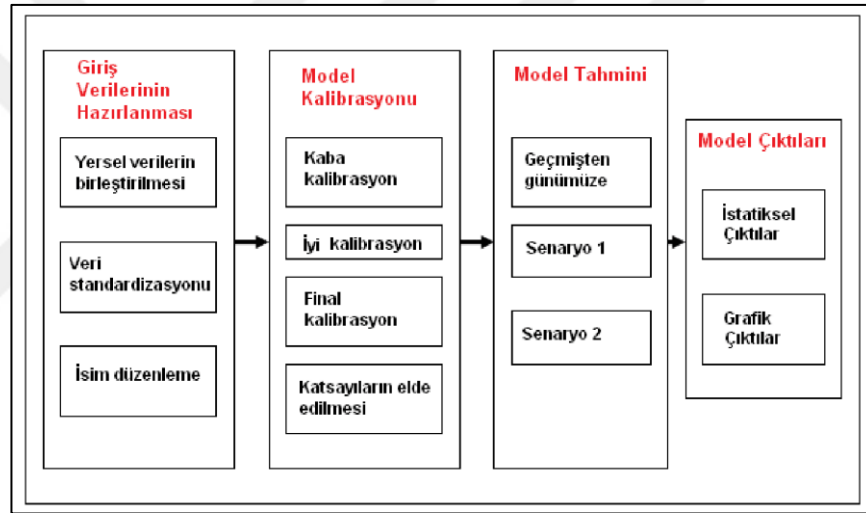 Giriş
Verilerinin
Hazırlanması
Yersel verilerin
birleştirilmesi
Veri
standardizasyonu
İsim düzenleme
Model
Kalibrasyonu
Kaba
kalibrasyon
İyi kalibrasyon
Final
kalibrasyon
Katsayıların elde
edilmesi
Model Tahmini
Geçmişten
günümüze
Senaryo 1
Senaryo 2
Model Çıktıları
İstatiksel
Çıktılar
Grafik
Çıktılar